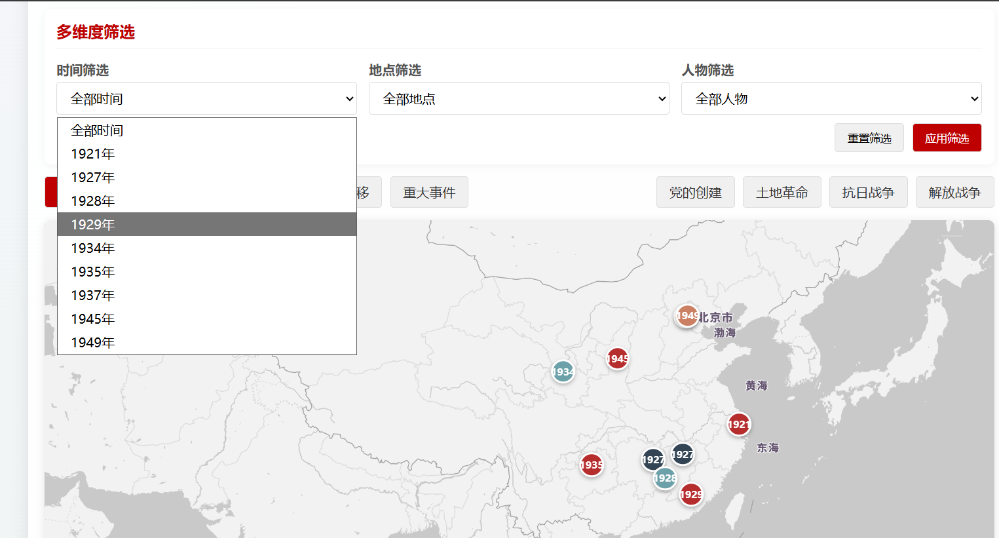 多维度筛选
时间筛选
地点筛选
人物筛选
全部时间
全部地点
全部人物
全部时间
1921年
1927年
1928年
1929年
1934年
1935年
1937年
1945年
1949年
重置筛选
应用筛选
移
重大事件
党的创建
土地革命
抗日战争
解放战争
1949
北京市
渤海
1945
1934
黄海
1921
东海
1927
1927
1935
1928
1929